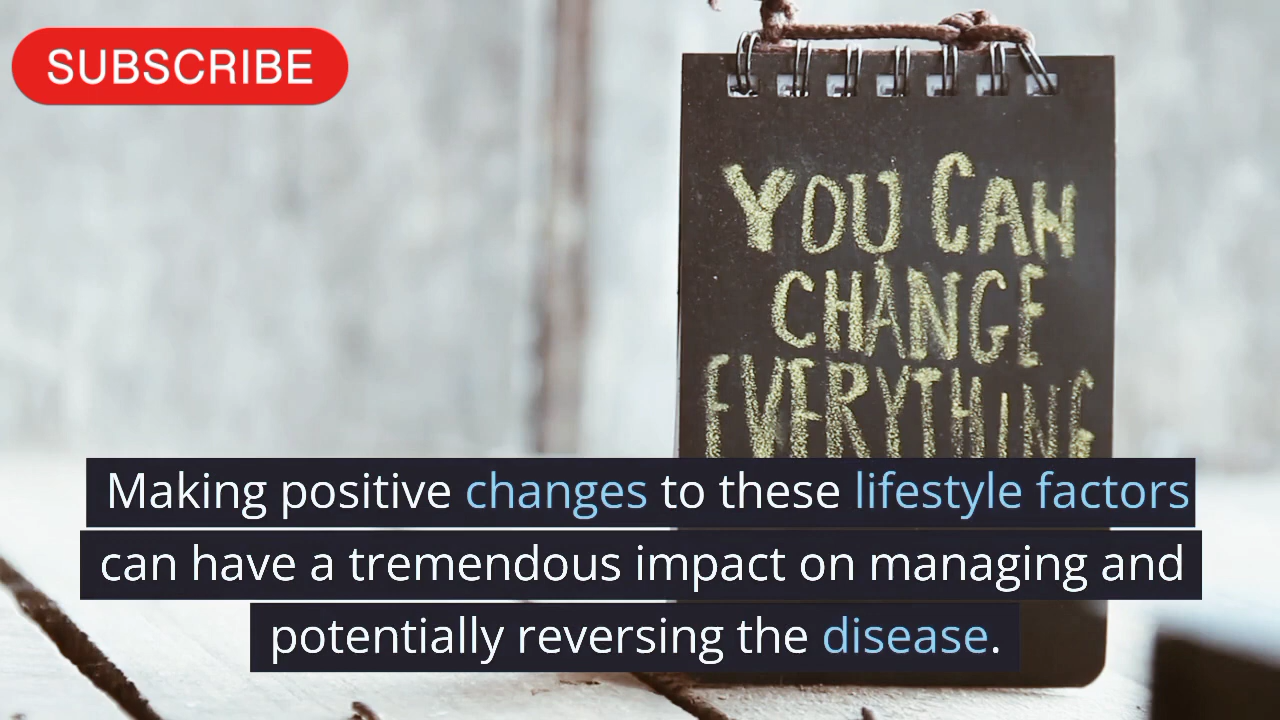 SUBSCRIBE
YOU CAN
CHANGE
EVERYTHING
Making positive changes to these lifestyle factors
can have a tremendous impact on managing and
potentially reversing the disease.